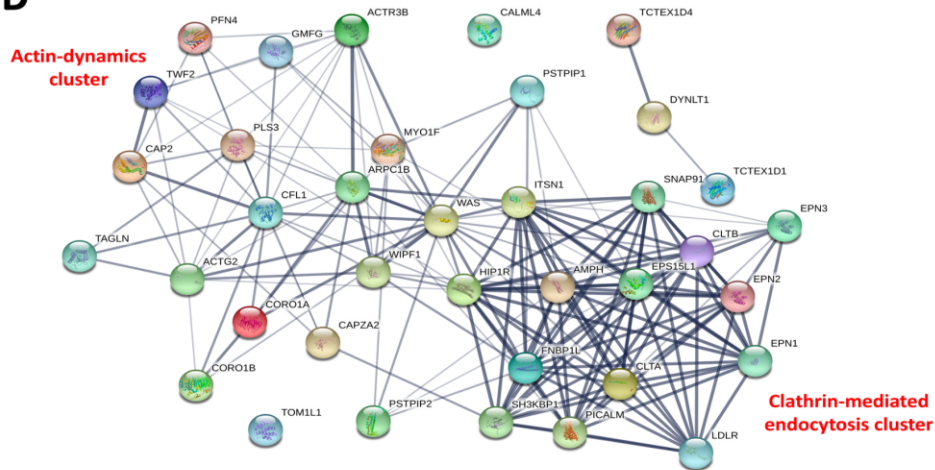 D
ACTR3B
CALML4
TCTEX1D4
PFN4
GMFG
Actin-dynamics
cluster
TWF2
PSTPIP1
DYNLT1
PLS3
MYO1F
CAP2
ARPC1B
TCTEX1D1
SNAP91
ITSN1
CFL1
WAS
EPN3
CLTB
TAGLN
WIPF1
ACTG2
HIP1R
AMPH
EPS15L1
EPN2
CORO1A
CAPZA2
EPN1
FNBP1L
CLTA
CORO1B
PSTPIP2
SH3KBP1
PICALM
TOM1L1
Clathrin-mediated
endocytosis cluster
LDLR